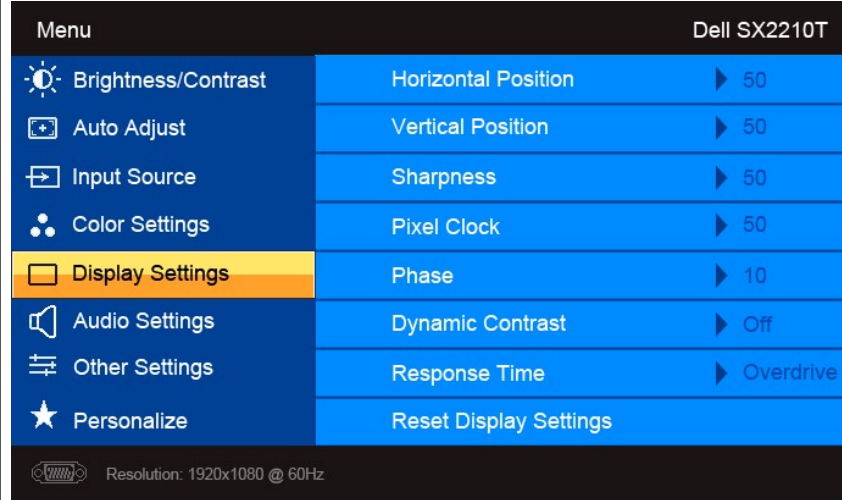 Menu Dell SX2210T
Brightness/Contrast Horizontal Position 50
Auto Adjust Vertical Position 50
Input Source Sharpness 50
Color Settings Pixel Clock 50
Display Settings Phase 10
Audio Settings Dynamic Contrast Off
Other Settings Response Time Overdrive
Personalize Reset Display Settings
Resolution: 1920x1080 @ 60Hz